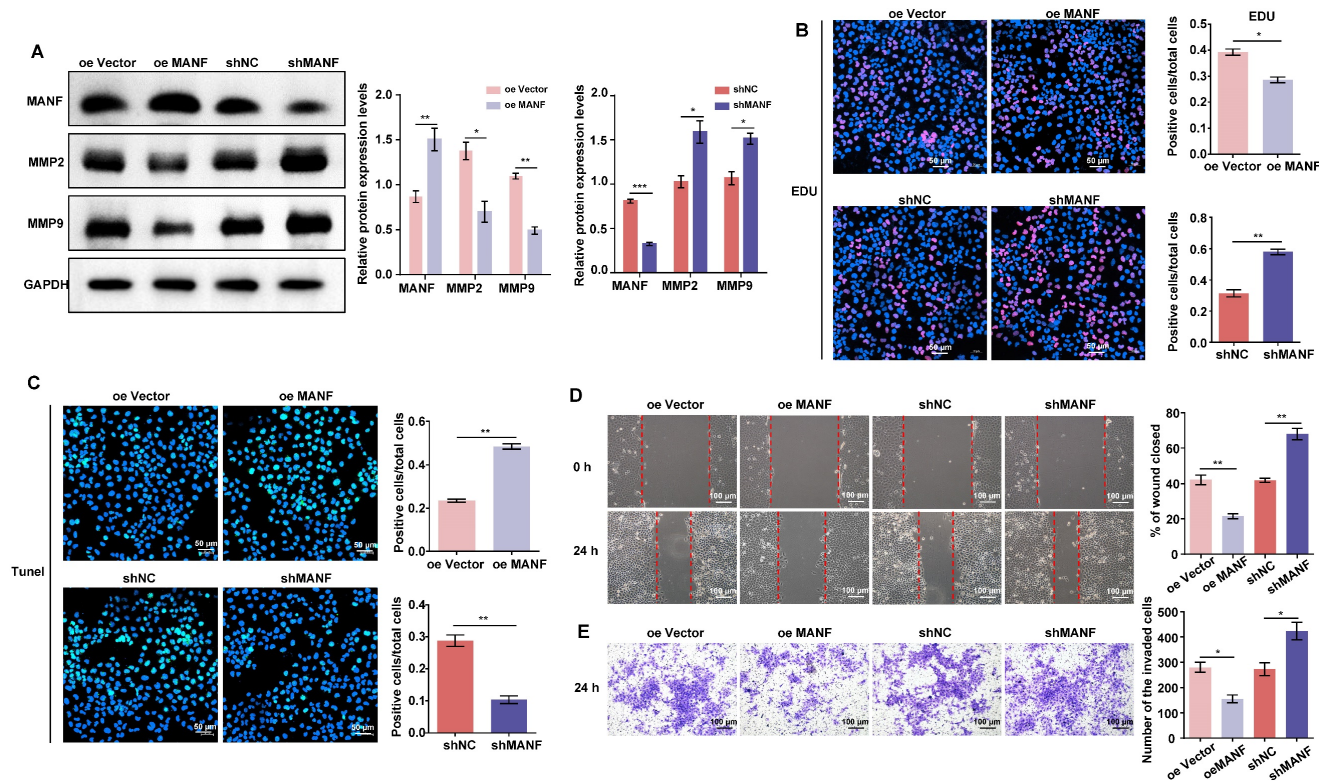 A
oe Vector oe MANF shNC shMANF
MANF
MMP2
MMP9
GAPDH
Relative protein expression levels
2.0
1.5
1.0
0.5
0.0
oe Vector
oe MANF
** * **
MANF MMP2 MMP9
Relative protein expression levels
2.0
1.5
1.0
0.5
0.0
shNC
shMANF
*** * *
MANF MMP2 MMP9
B
EDU
oe Vector oe MANF
50 µm 50 µm
shNC shMANF
50 µm 50 µm
EDU
Positive cells/total cells
0.5
0.4
0.3
0.2
0.1
0.0
*
oe Vector oe MANF
Positive cells/total cells
0.8
0.6
0.4
0.2
0.0
**
shNC shMANF
C
Tunel
oe Vector oe MANF
50 µm 50 µm
shNC shMANF
50 µm 50 µm
Positive cells/total cells
0.6
0.4
0.2
0.0
**
oe Vector oe MANF
Positive cells/total cells
0.4
0.3
0.2
0.1
0.0
**
shNC shMANF
D
oe Vector oe MANF shNC shMANF
0 h
100 µm 100 µm 100 µm 100 µm
24 h
100 µm 100 µm 100 µm 100 µm
% of wound closed
80
60
40
20
0
** **
oe Vector oe MANF shNC shMANF
E
oe Vector oe MANF shNC shMANF
24 h
100 µm 100 µm 100 µm 100 µm
Number of the invaded cells
500
400
300
200
100
0
* *
oe Vector oeMANF shNC shMANF